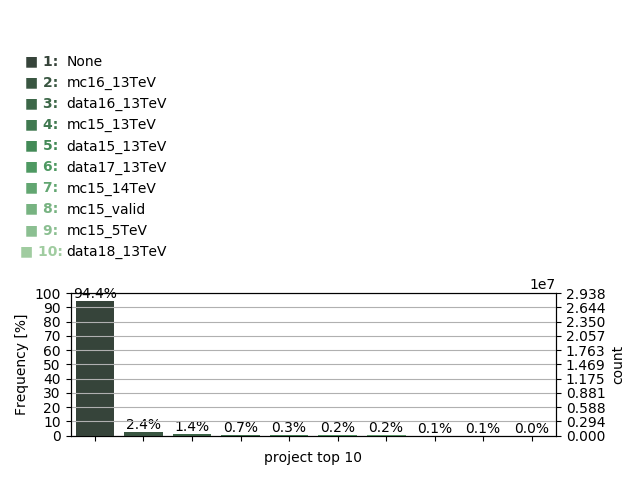 1: None
2: mc16_13TeV
3: data16_13TeV
4: mc15_13TeV
5: data15_13TeV
6: data17_13TeV
7: mc15_14TeV
8: mc15_valid
9: mc15_5TeV
10: data18_13TeV
1e7
94.4%
2.4%
1.4%
0.7%
0.3%
0.2%
0.2%
0.1%
0.1%
0.0%
100
90
80
70
60
50
40
30
20
10
0
Frequency [%]
2.938
2.644
2.350
2.057
1.763
1.469
1.175
0.881
0.588
0.294
0.000
count
project top 10